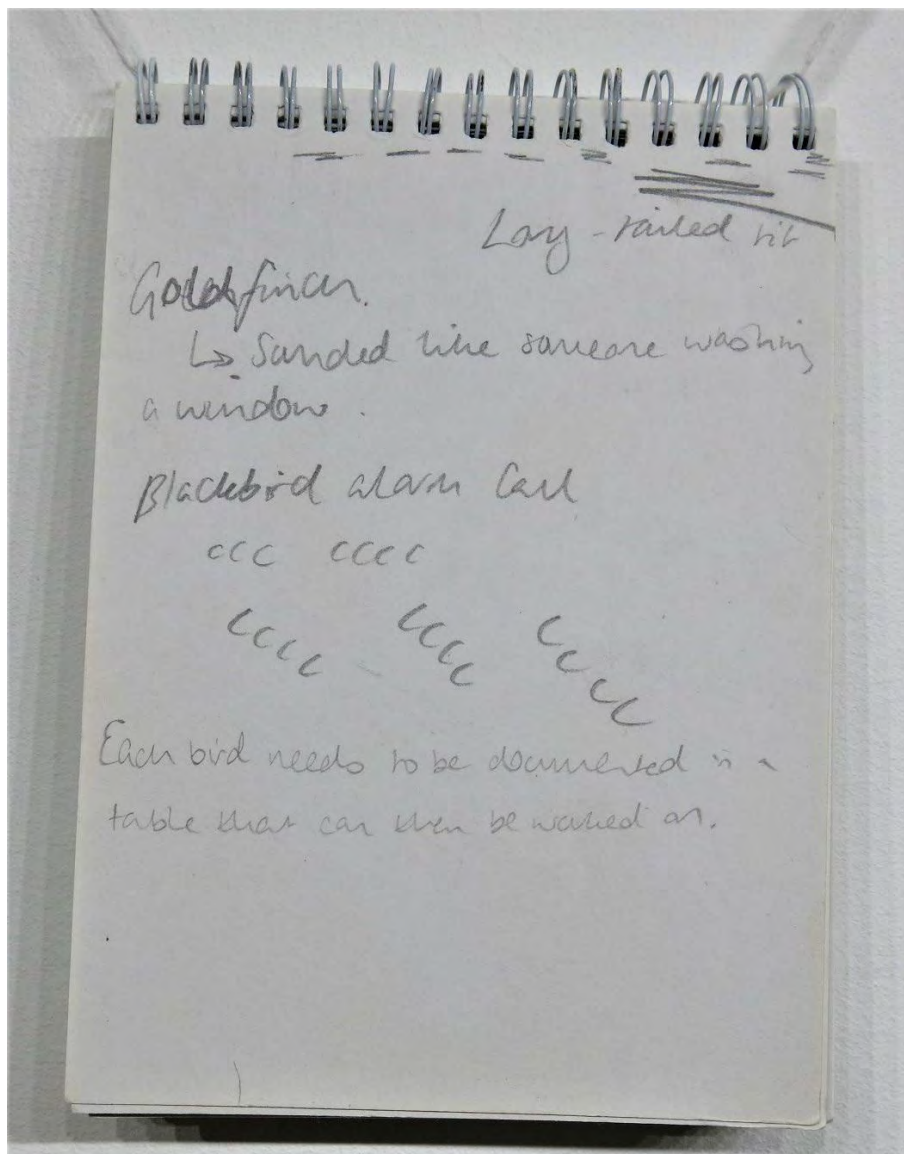 Long-tailed tit
Goldfinch.
↳ Sounded like someone washing
a window.
Blackbird alarm call
ccc cccc
cccc cccc cccc
Each bird needs to be documented in a
table that can then be worked on.